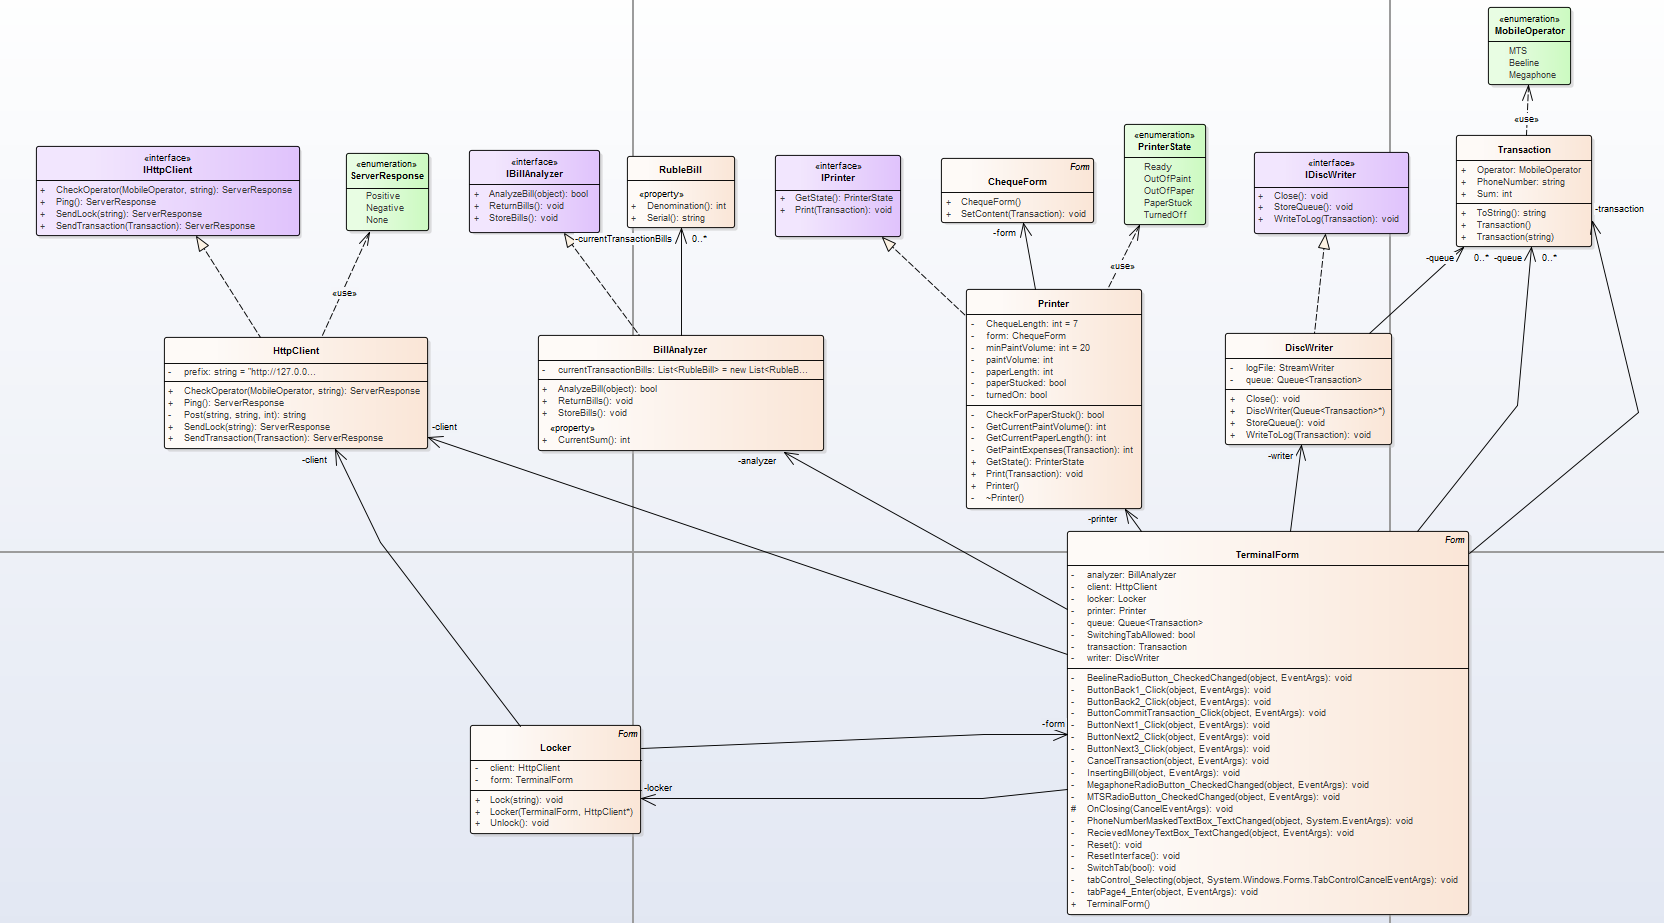 «enumeration»
MobileOperator
MTS
Beeline
Megaphone
«use»
«interface»
IHttpClient
+ CheckOperator(MobileOperator, string): ServerResponse
+ Ping(): ServerResponse
+ SendLock(string): ServerResponse
+ SendTransaction(Transaction): ServerResponse
«enumeration»
ServerResponse
Positive
Negative
None
«interface»
IBillAnalyzer
+ AnalyzeBill(object): bool
+ ReturnBills(): void
+ StoreBills(): void
RubleBill
«property»
+ Denomination(): int
+ Serial(): string
«interface»
IPrinter
+ GetState(): PrinterState
+ Print(Transaction): void
Form
ChequeForm
+ ChequeForm()
+ SetContent(Transaction): void
«enumeration»
PrinterState
Ready
OutOfPaint
OutOfPaper
PaperStuck
TurnedOff
«interface»
IDiscWriter
+ Close(): void
+ StoreQueue(): void
+ WriteToLog(Transaction): void
Transaction
+ Operator: MobileOperator
+ PhoneNumber: string
+ Sum: int
+ ToString(): string
+ Transaction()
+ Transaction(string)
-transaction
-currentTransactionBills 0..*
-form
-queue 0..* -queue 0..*
«use»
«use»
HttpClient
- prefix: string = "http://127.0.0...
+ CheckOperator(MobileOperator, string): ServerResponse
+ Ping(): ServerResponse
- Post(string, string, int): string
+ SendLock(string): ServerResponse
+ SendTransaction(Transaction): ServerResponse
BillAnalyzer
- currentTransactionBills: List<RubleBill> = new List<RubleB...
+ AnalyzeBill(object): bool
+ ReturnBills(): void
+ StoreBills(): void
«property»
+ CurrentSum(): int
Printer
- ChequeLength: int = 7
- form: ChequeForm
- minPaintVolume: int = 20
- paintVolume: int
- paperLength: int
- paperStucked: bool
- turnedOn: bool
- CheckForPaperStuck(): bool
- GetCurrentPaintVolume(): int
- GetCurrentPaperLength(): int
- GetPaintExpenses(Transaction): int
+ GetState(): PrinterState
+ Print(Transaction): void
+ Printer()
- ~Printer()
DiscWriter
- logFile: StreamWriter
- queue: Queue<Transaction>
+ Close(): void
+ DiscWriter(Queue<Transaction>*)
+ StoreQueue(): void
+ WriteToLog(Transaction): void
-client
-client
-analyzer
-writer
-printer
Form
TerminalForm
- analyzer: BillAnalyzer
- client: HttpClient
- locker: Locker
- printer: Printer
- queue: Queue<Transaction>
- SwitchingTabAllowed: bool
- transaction: Transaction
- writer: DiscWriter
- BeelineRadioButton_CheckedChanged(object, EventArgs): void
- ButtonBack1_Click(object, EventArgs): void
- ButtonBack2_Click(object, EventArgs): void
- ButtonCommitTransaction_Click(object, EventArgs): void
- ButtonNext1_Click(object, EventArgs): void
- ButtonNext2_Click(object, EventArgs): void
- ButtonNext3_Click(object, EventArgs): void
- CancelTransaction(object, EventArgs): void
- InsertingBill(object, EventArgs): void
- MegaphoneRadioButton_CheckedChanged(object, EventArgs): void
- MTSRadioButton_CheckedChanged(object, EventArgs): void
# OnClosing(CancelEventArgs): void
- PhoneNumberMaskedTextBox_TextChanged(object, System.EventArgs): void
- RecievedMoneyTextBox_TextChanged(object, EventArgs): void
- Reset(): void
- ResetInterface(): void
- SwitchTab(bool): void
- tabControl_Selecting(object, System.Windows.Forms.TabControlCancelEventArgs): void
- tabPage4_Enter(object, EventArgs): void
+ TerminalForm()
-form
-locker
Form
Locker
- client: HttpClient
- form: TerminalForm
+ Lock(string): void
+ Locker(TerminalForm, HttpClient*)
+ Unlock(): void